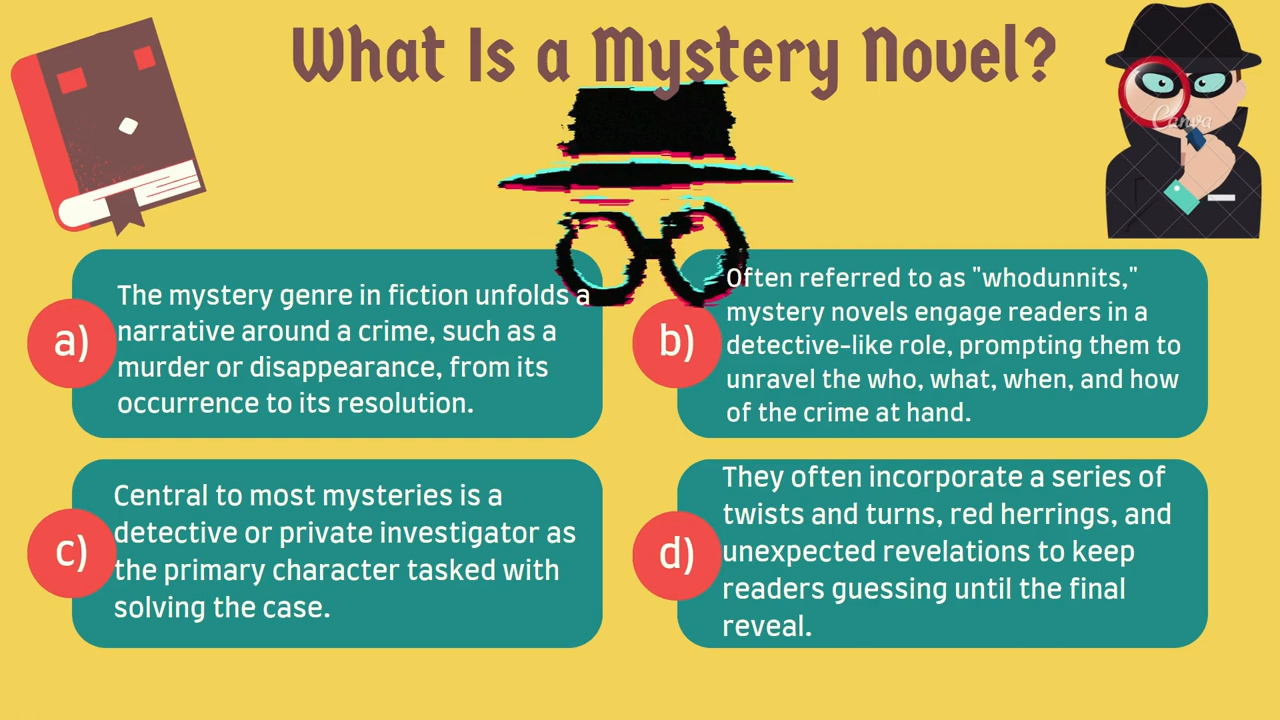 What Is a Mystery Novel?
Canva
a)
The mystery genre in fiction unfolds a
narrative around a crime, such as a
murder or disappearance, from its
occurrence to its resolution.
b)
Often referred to as "whodunnits,"
mystery novels engage readers in a
detective-like role, prompting them to
unravel the who, what, when, and how
of the crime at hand.
c)
Central to most mysteries is a
detective or private investigator as
the primary character tasked with
solving the case.
d)
They often incorporate a series of
twists and turns, red herrings, and
unexpected revelations to keep
readers guessing until the final
reveal.